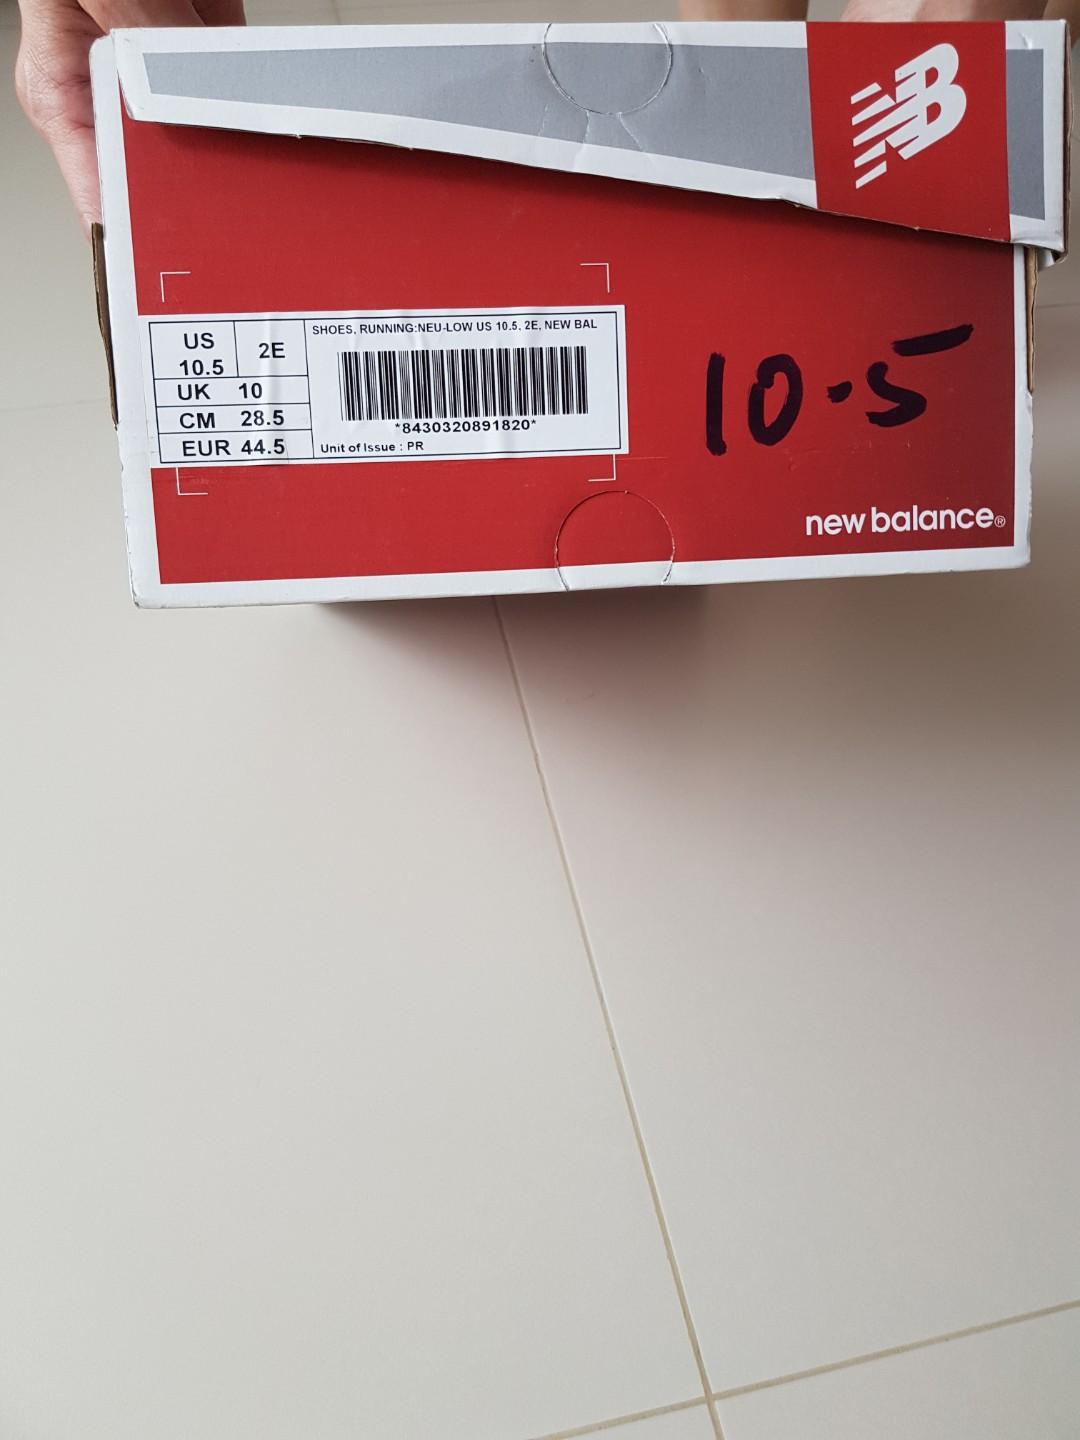 NB
US 10.5
2E
UK 10
CM 28.5
EUR 44.5
SHOES, RUNNING:NEU-LOW US 10.5, 2E, NEW BAL
*8430320891820*
Unit of Issue : PR
10.5
new balance®